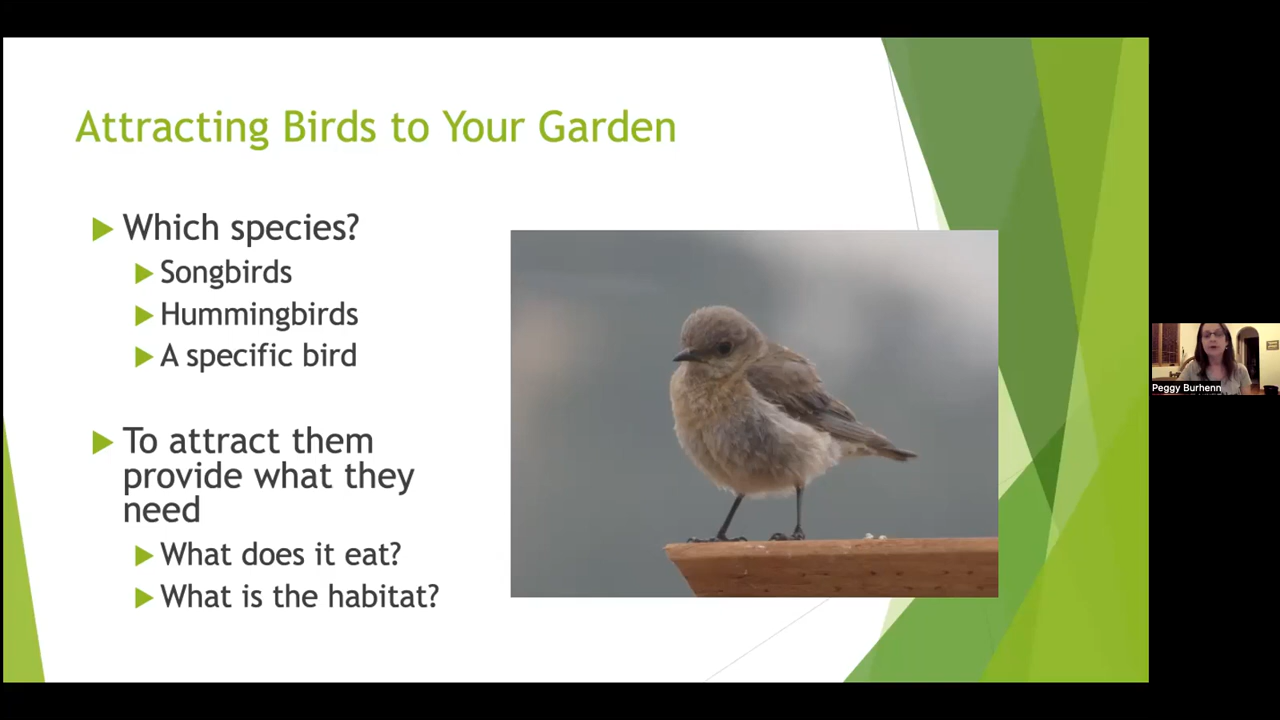 Attracting Birds to Your Garden
Which species?
Songbirds
Hummingbirds
A specific bird
To attract them
provide what they
need
What does it eat?
What is the habitat?
Peggy Burhenn